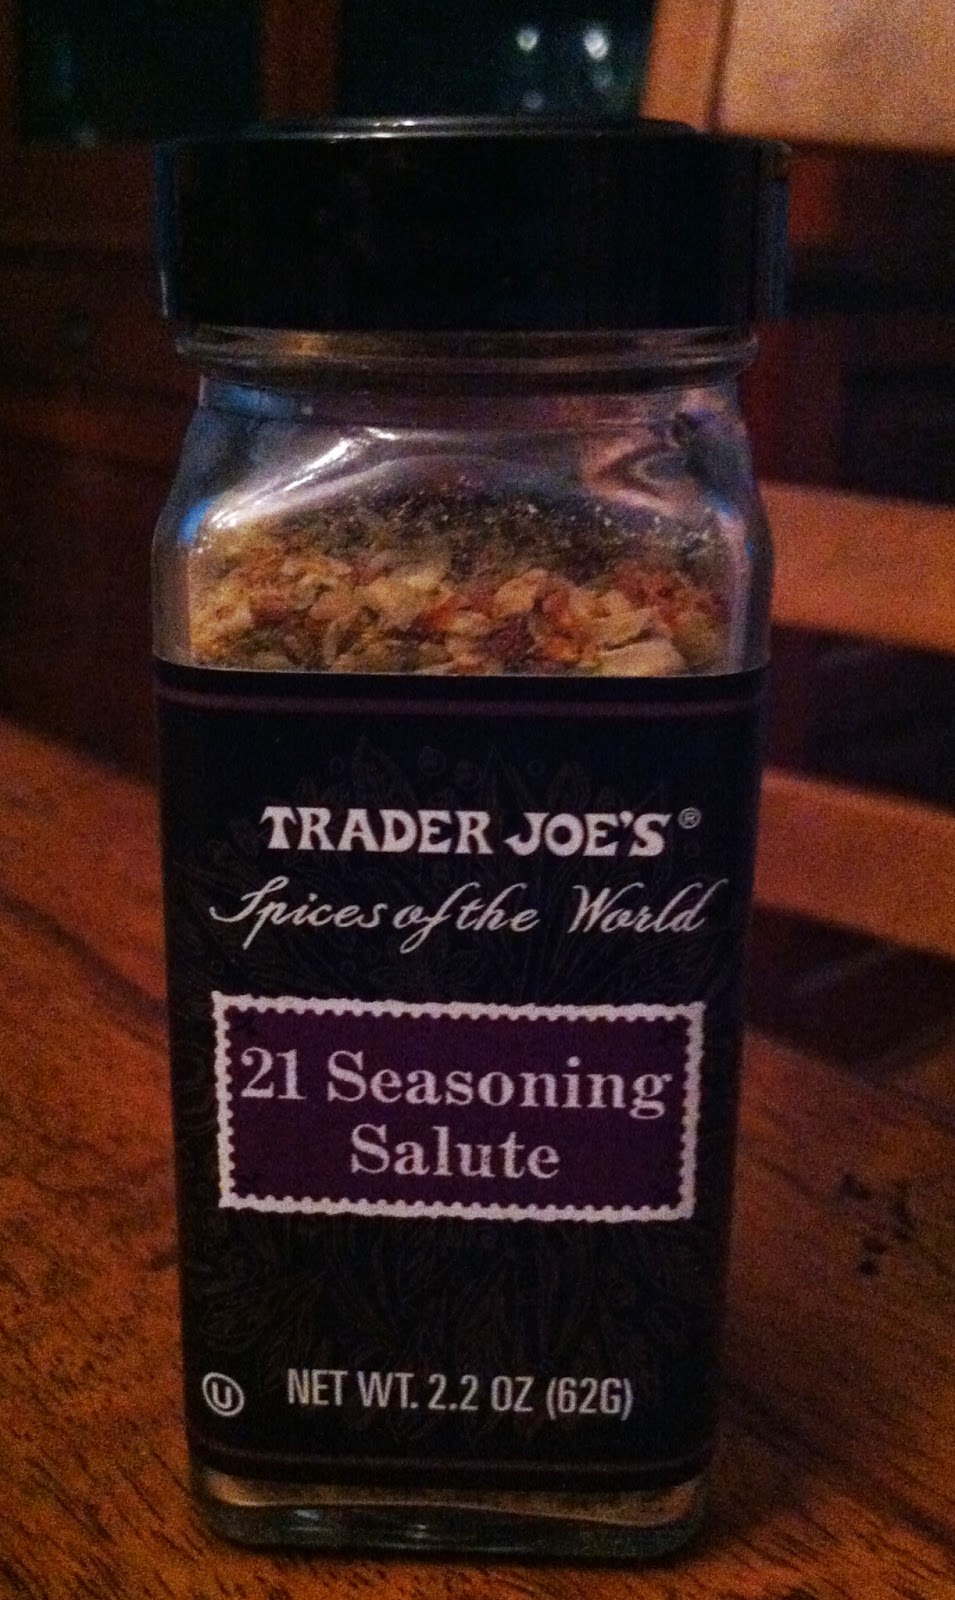 TRADER JOE'S®
Spices of the World
21 Seasoning
Salute
U NET WT. 2.2 OZ (62G)